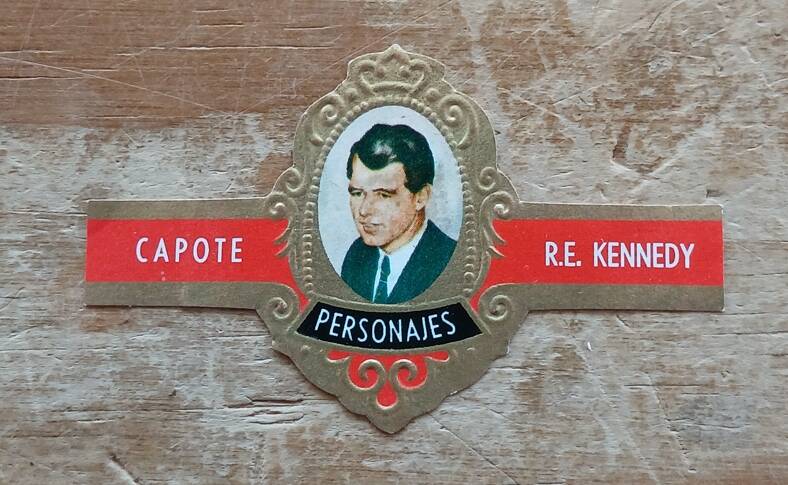 CAPOTE
R.E. KENNEDY
PERSONAJES